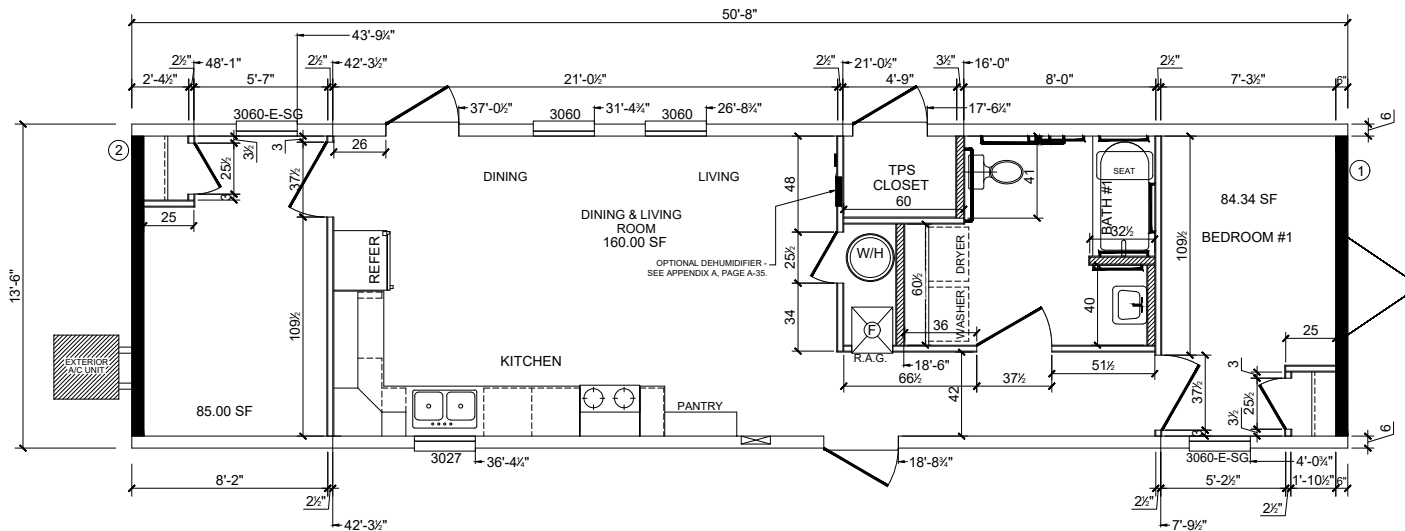 50'-8"
2
43'-9¼"
2½" 48'-1" 2½" 42'-3½" 2½" 21'-0½" 3½" 16'-0" 2½"
2'-4½" 5'-7" 21'-0½" 4'-9" 8'-0" 7'-3½" 6"
3060-E-SG 37'-0½" 3060 31'-4¾" 3060 26'-8¾" 17'-6¼"
6
3½ 3
26
25½
3
37½
25
DINING
LIVING
48
TPS
CLOSET
60
41
SEAT
BATH #1
32½
84.34 SF
BEDROOM #1
1
109½
DINING & LIVING
ROOM
160.00 SF
OPTIONAL DEHUMIDIFIER -
SEE APPENDIX A, PAGE A-35.
REFER
25½
W/H
60½
DRYER
WASHER
13'-6"
109½
34
F
R.A.G.
36
40
25
EXTERIOR
A/C UNIT
KITCHEN
18'-6"
66½
37½
51½
42
3
37½
25½
3½
3
85.00 SF
PANTRY
6
3027 36'-4¼" 18'-8¾" 3060-E-SG 4'-0¾"
8'-2" 5'-2½" 1'-10½" 6"
2½" 2½" 2½"
42'-3½" 7'-9½"